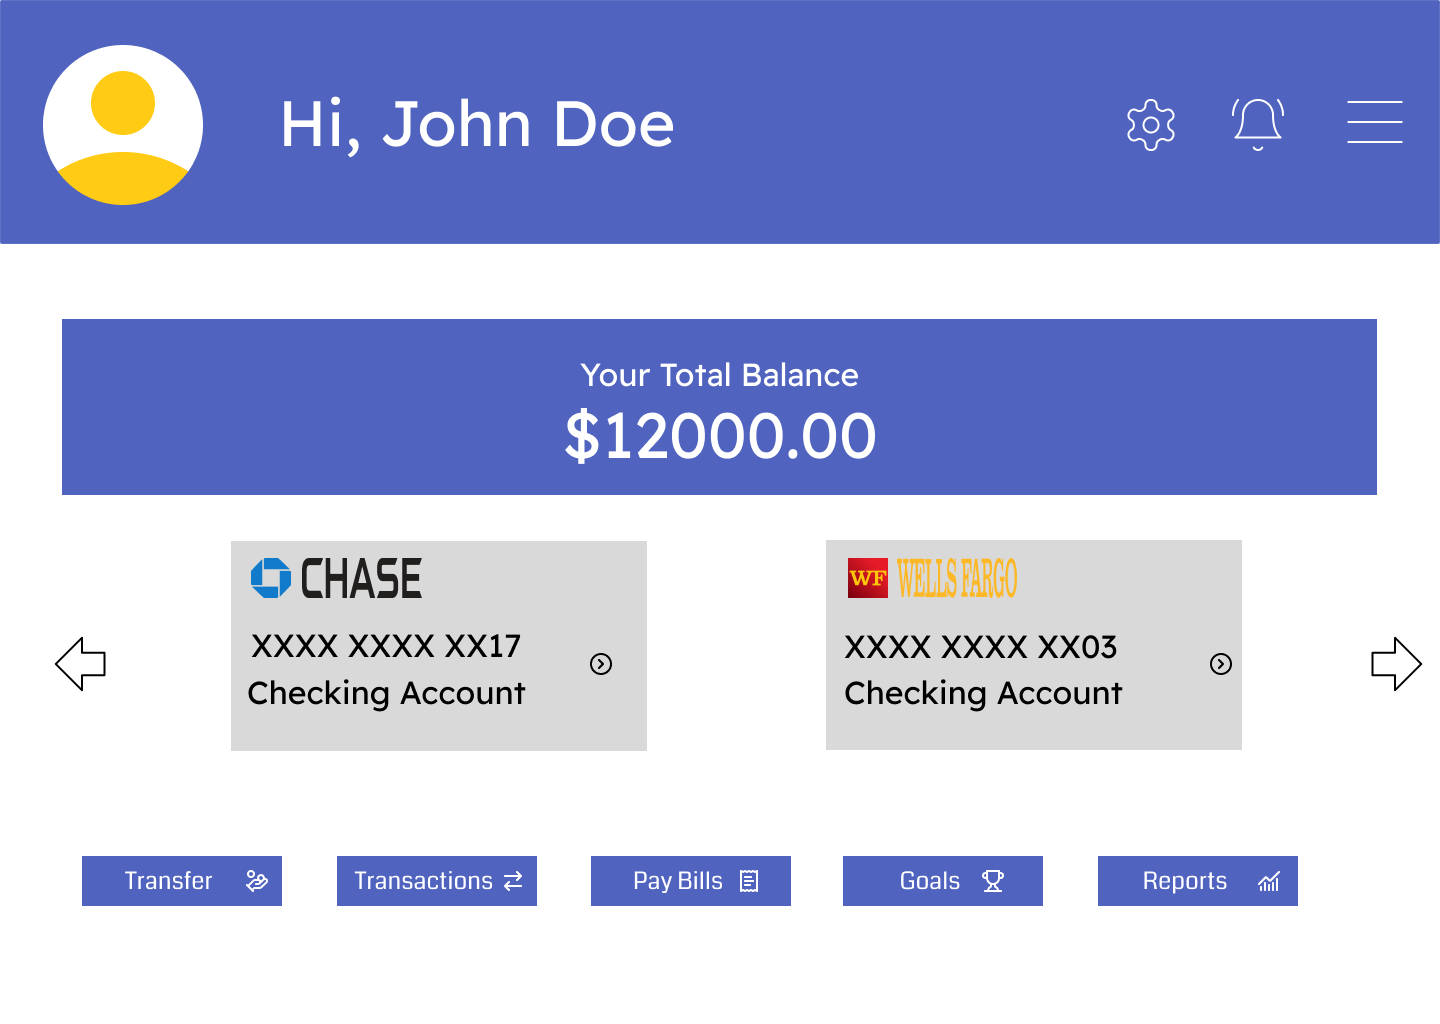 Hi, John Doe
Your Total Balance
$12000.00
CHASE
XXXX XXXX XX17
Checking Account
WF WELLS FARGO
XXXX XXXX XX03
Checking Account
Transfer
Transactions
Pay Bills
Goals
Reports